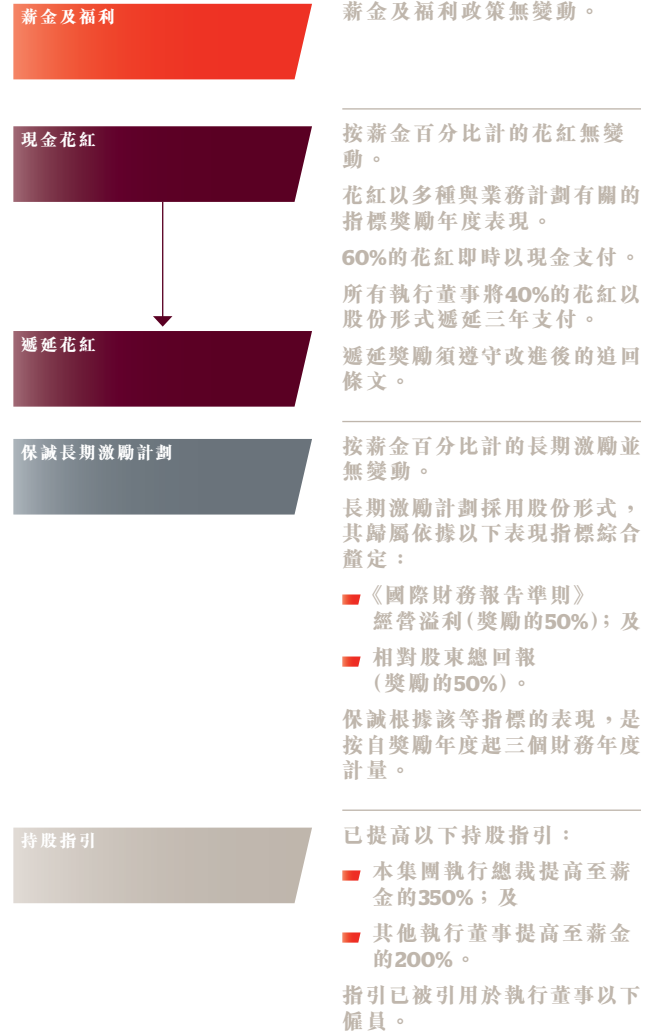 薪金及福利
薪金及福利政策無變動。
現金花紅
按薪金百分比計的花紅無變
動。
花紅以多種與業務計劃有關的
指標獎勵年度表現。
60%的花紅即時以現金支付。
所有執行董事將40%的花紅以
股份形式遞延三年支付。
遞延花紅
遞延獎勵須遵守改進後的追回
條文。
保誠長期激勵計劃
按薪金百分比計的長期激勵並
無變動。
長期激勵計劃採用股份形式，
其歸屬依據以下表現指標綜合
釐定：
《國際財務報告準則》
經營溢利(獎勵的50%)；及
相對股東總回報
(獎勵的50%)。
保誠根據該等指標的表現，是
按自獎勵年度起三個財務年度
計量。
持股指引
已提高以下持股指引：
本集團執行總裁提高至薪
金的350%；及
其他執行董事提高至薪金
的200%。
指引已被引用於執行董事以下
僱員。